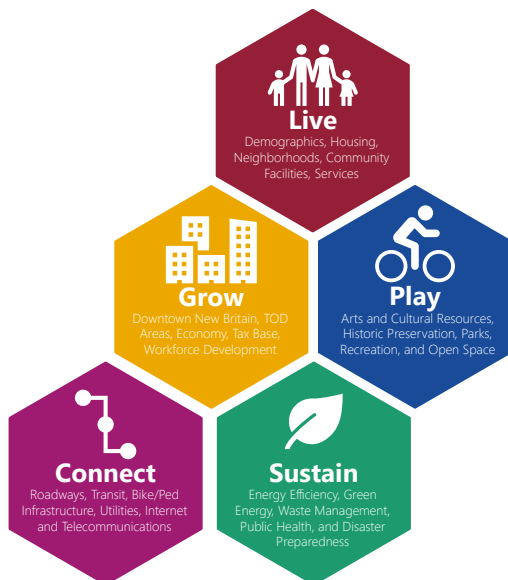 Live
Demographics, Housing,
Neighborhoods, Community
Facilities, Services
Grow
Downtown New Britain, TOD
Areas, Economy, Tax Base,
Workforce Development
Play
Arts and Cultural Resources,
Historic Preservation, Parks,
Recreation, and Open Space
Connect
Roadways, Transit, Bike/Ped
Infrastructure, Utilities, Internet
and Telecommunications
Sustain
Energy Efficiency, Green
Energy, Waste Management,
Public Health, and Disaster
Preparedness